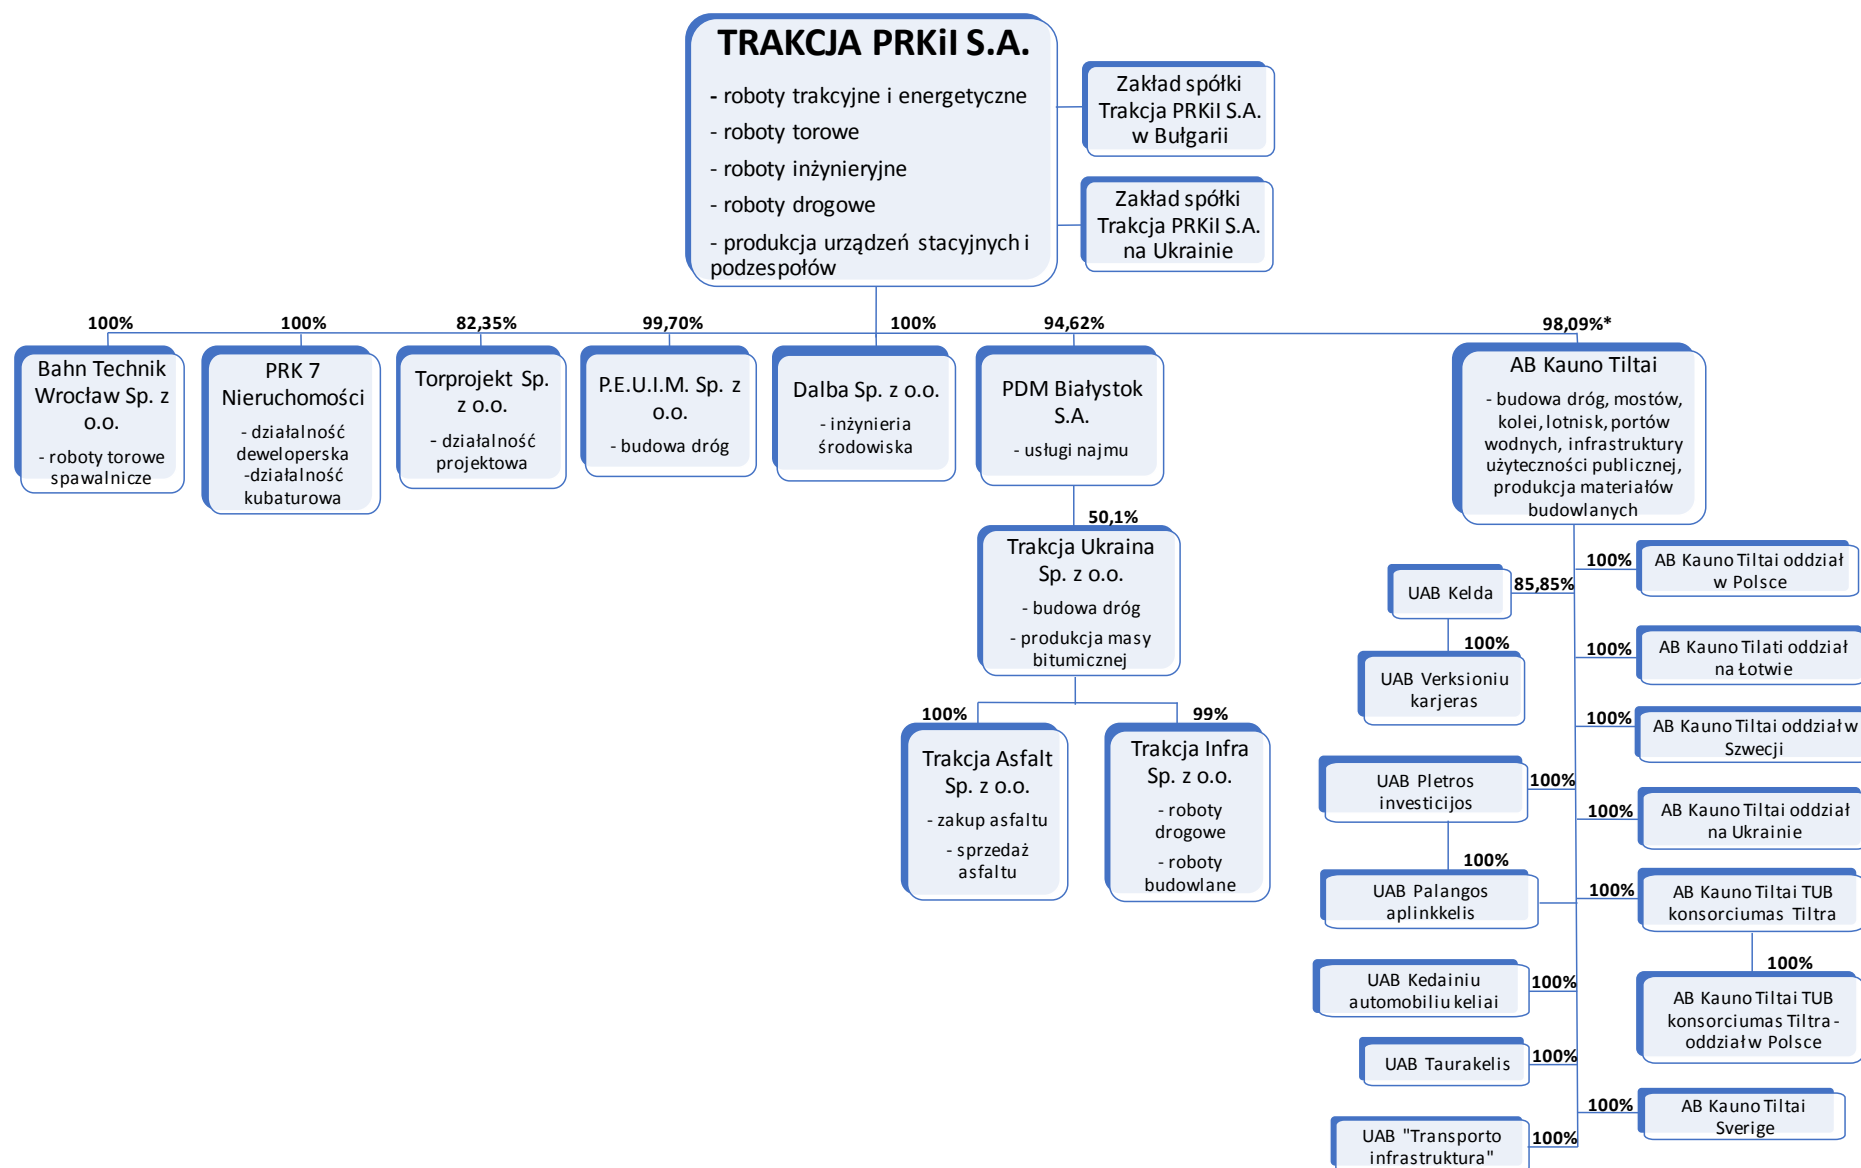 TRAKCJA PRKiI S.A.
- roboty trakcyjne i energetyczne
- roboty torowe
- roboty inżynieryjne
- roboty drogowe
- produkcja urządzeń stacyjnych i
podzespołów
Zakład spółki
Trakcja PRKiI S.A.
w Bułgarii
Zakład spółki
Trakcja PRKiI S.A.
na Ukrainie
100%
Bahn Technik
Wrocław Sp. z
o.o.
- roboty torowe
spawalnicze
100%
PRK 7
Nieruchomości
- działalność
deweloperska
-działalność
kubaturowa
82,35%
Torprojekt Sp.
z o.o.
- działalność
projektowa
99,70%
P.E.U.I.M. Sp. z
o.o.
- budowa dróg
100%
Dalba Sp. z o.o.
- inżynieria
środowiska
94,62%
PDM Białystok
S.A.
- usługi najmu
50,1%
Trakcja Ukraina
Sp. z o.o.
- budowa dróg
- produkcja masy
bitumicznej
100%
Trakcja Asfalt
Sp. z o.o.
- zakup asfaltu
- sprzedaż
asfaltu
99%
Trakcja Infra
Sp. z o.o.
- roboty
drogowe
- roboty
budowlane
98,09%*
AB Kauno Tiltai
- budowa dróg, mostów,
kolei, lotnisk, portów
wodnych, infrastruktury
użyteczności publicznej,
produkcja materiałów
budowlanych
UAB Kelda
85,85%
100%
UAB Verksioniu
karjeras
UAB Pletros
investicijos
100%
100%
UAB Palangos
aplinkkelis
UAB Kedainiu
automobiliu keliai
100%
UAB Taurakelis
100%
UAB "Transporto
infrastruktura"
100%
100%
AB Kauno Tiltai oddział
w Polsce
100%
AB Kauno Tilati oddział
na Łotwie
100%
AB Kauno Tiltai oddział w
Szwecji
100%
AB Kauno Tiltai oddział
na Ukrainie
100%
AB Kauno Tiltai TUB
konsorciumas Tiltra
100%
AB Kauno Tiltai TUB
konsorciumas Tiltra -
oddział w Polsce
100%
AB Kauno Tiltai
Sverige